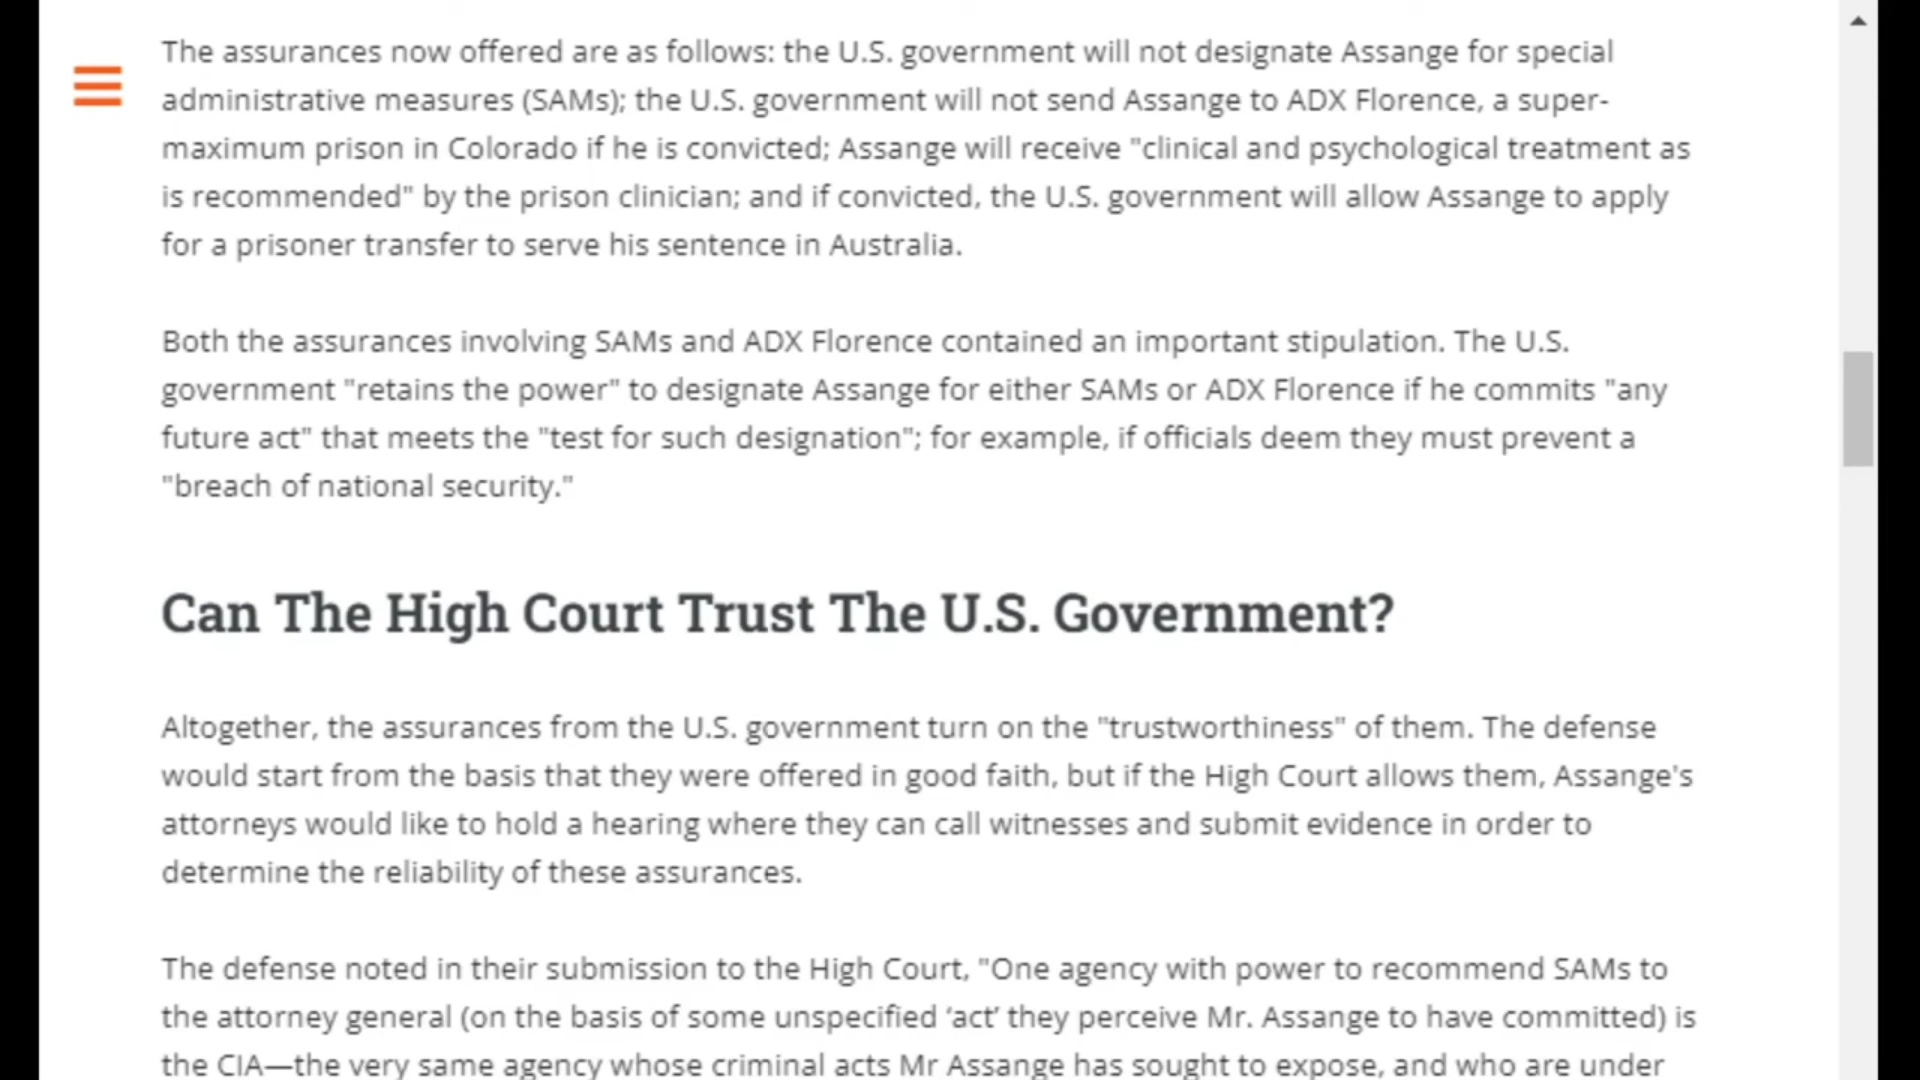 The assurances now offered are as follows: the U.S. government will not designate Assange for special
administrative measures (SAMs); the U.S. government will not send Assange to ADX Florence, a super-
maximum prison in Colorado if he is convicted; Assange will receive "clinical and psychological treatment as
is recommended" by the prison clinician; and if convicted, the U.S. government will allow Assange to apply
for a prisoner transfer to serve his sentence in Australia.
Both the assurances involving SAMs and ADX Florence contained an important stipulation. The U.S.
government "retains the power" to designate Assange for either SAMs or ADX Florence if he commits "any
future act" that meets the "test for such designation"; for example, if officials deem they must prevent a
"breach of national security."
Can The High Court Trust The U.S. Government?
Altogether, the assurances from the U.S. government turn on the "trustworthiness" of them. The defense
would start from the basis that they were offered in good faith, but if the High Court allows them, Assange's
attorneys would like to hold a hearing where they can call witnesses and submit evidence in order to
determine the reliability of these assurances.
The defense noted in their submission to the High Court, "One agency with power to recommend SAMs to
the attorney general (on the basis of some unspecified ‘act’ they perceive Mr. Assange to have committed) is
the CIA—the very same agency whose criminal acts Mr Assange has sought to expose, and who are under